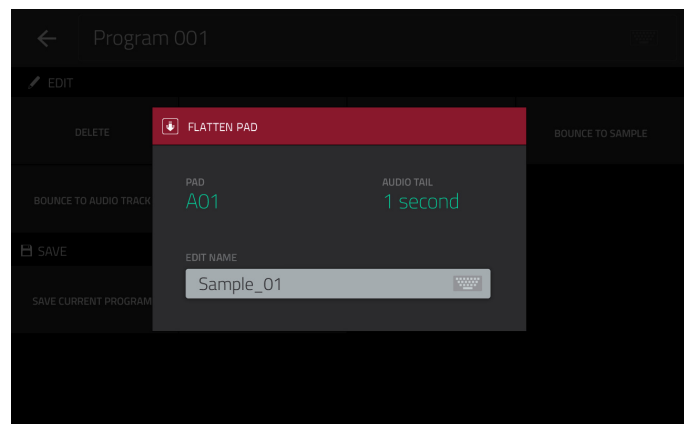 Program 001
EDIT
FLATTEN PAD
DELETE
BOUNCE TO SAMPLE
PAD
AUDIO TAIL
A01
1 second
BOUNCE TO AUDIO TRACK
SAVE
EDIT NAME
Sample_01
SAVE CURRENT PROGRAM